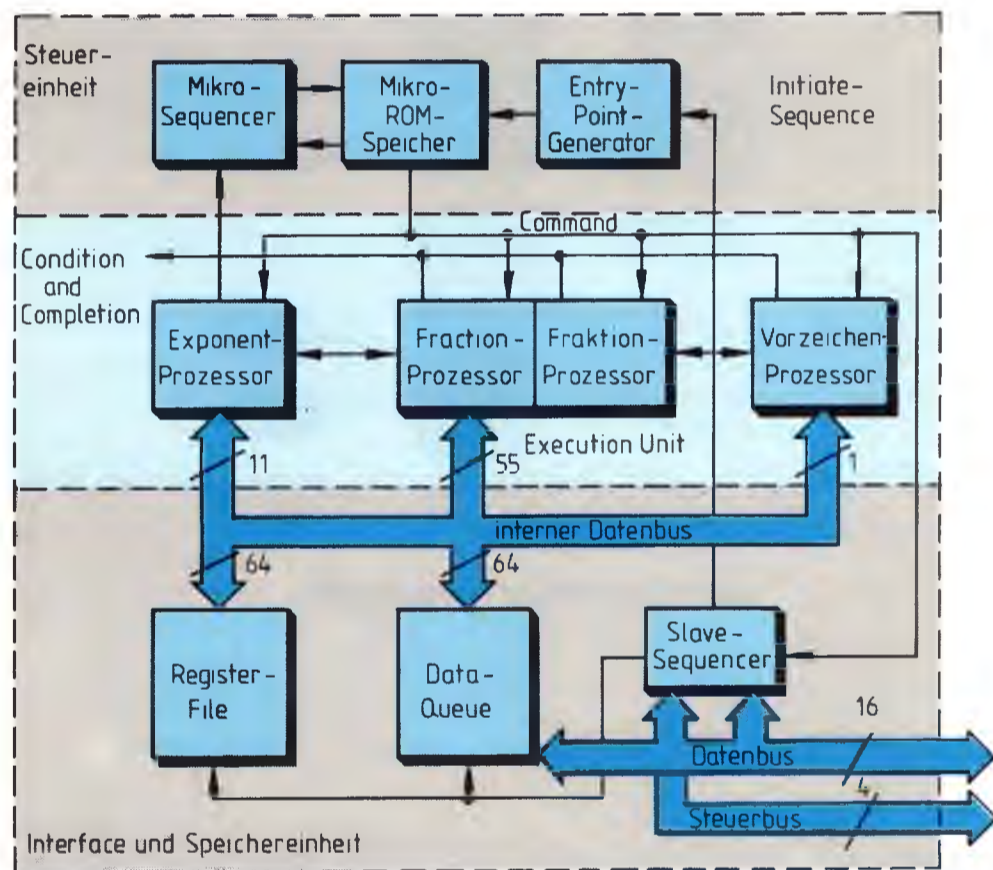 Steuer-
einheit
Mikro-
Sequencer
Mikro-
ROM-
Speicher
Entry-
Point-
Generator
Initiate-
Sequence
Command
Condition
and
Completion
Exponent-
Prozessor
Fraction-
Prozessor
Fraktion-
Prozessor
Vorzeichen-
Prozessor
Execution Unit
11
55
1
interner Datenbus
64
64
Register-
File
Data-
Queue
Slave-
Sequencer
16
Datenbus
4
Steuerbus
Interface und Speichereinheit